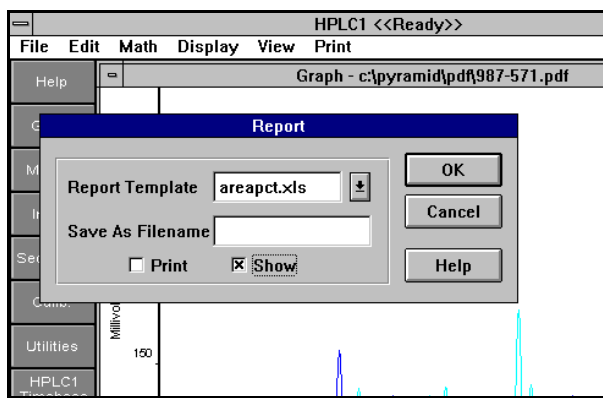 HPLC1 <<Ready>>
File Edit Math Display View Print
Help
Graph - c:\pyramid\pdf\987-571.pdf
Report
Report Template areapct.xls
OK
Save As Filename
Cancel
Print Show
Help
Utilities
150
HPLC1